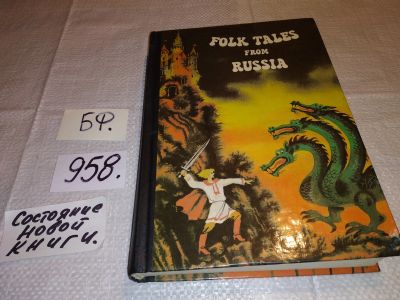 FOLK TALES
FROM
RUSSIA
БФ.
958.
Состояние
новой
книги.